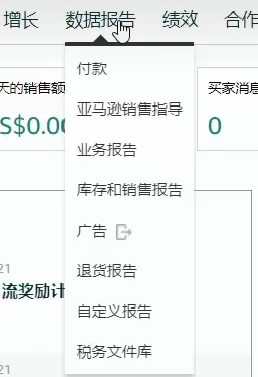 增长 数据报告 绩效 合作
天的销售额
买家消息
S$0.00
0
付款
亚马逊销售指导
业务报告
库存和销售报告
广告
21
退货报告
流奖励计
自定义报告
税务文件库
21